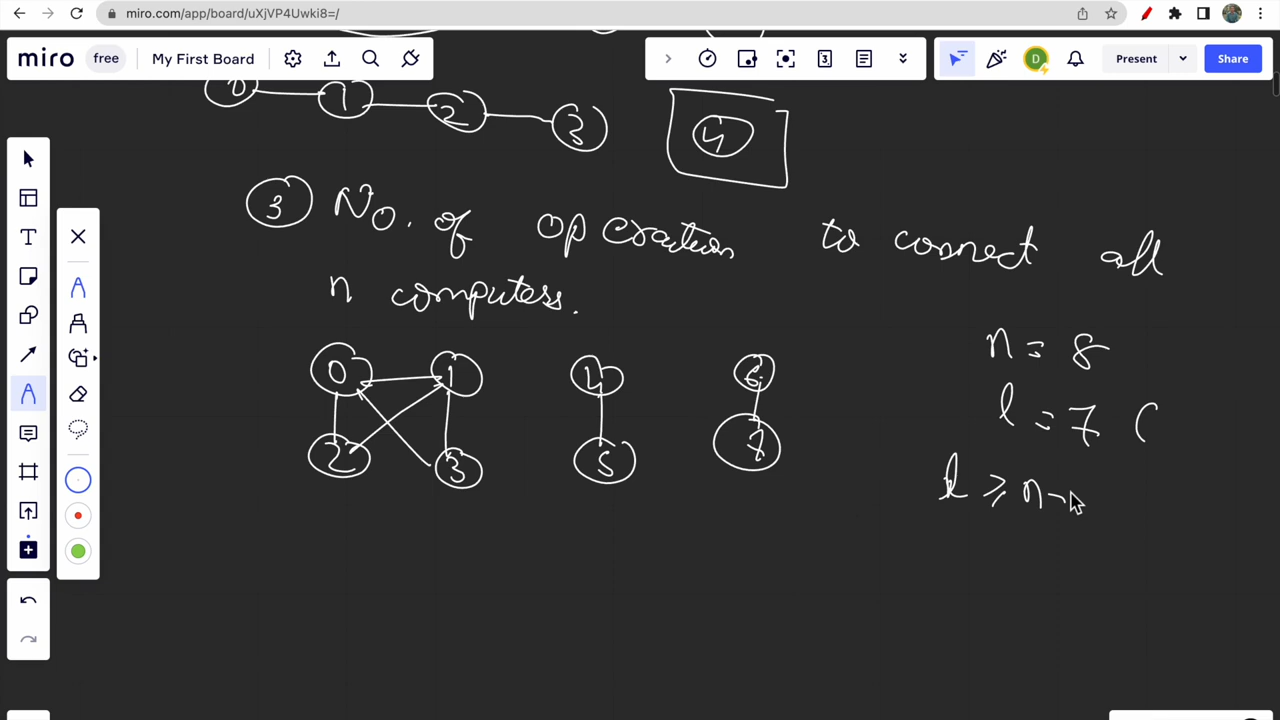 miro.com/app/board/uXjVP4Uwki8=/
miro free My First Board
3
Present
Share
D
0 1 2 3 4
3 No. of operation to connect all
n computers.
n = 8
0 1 4 6
l = 7 (
2 3 5 7
l ⩾ n-
T